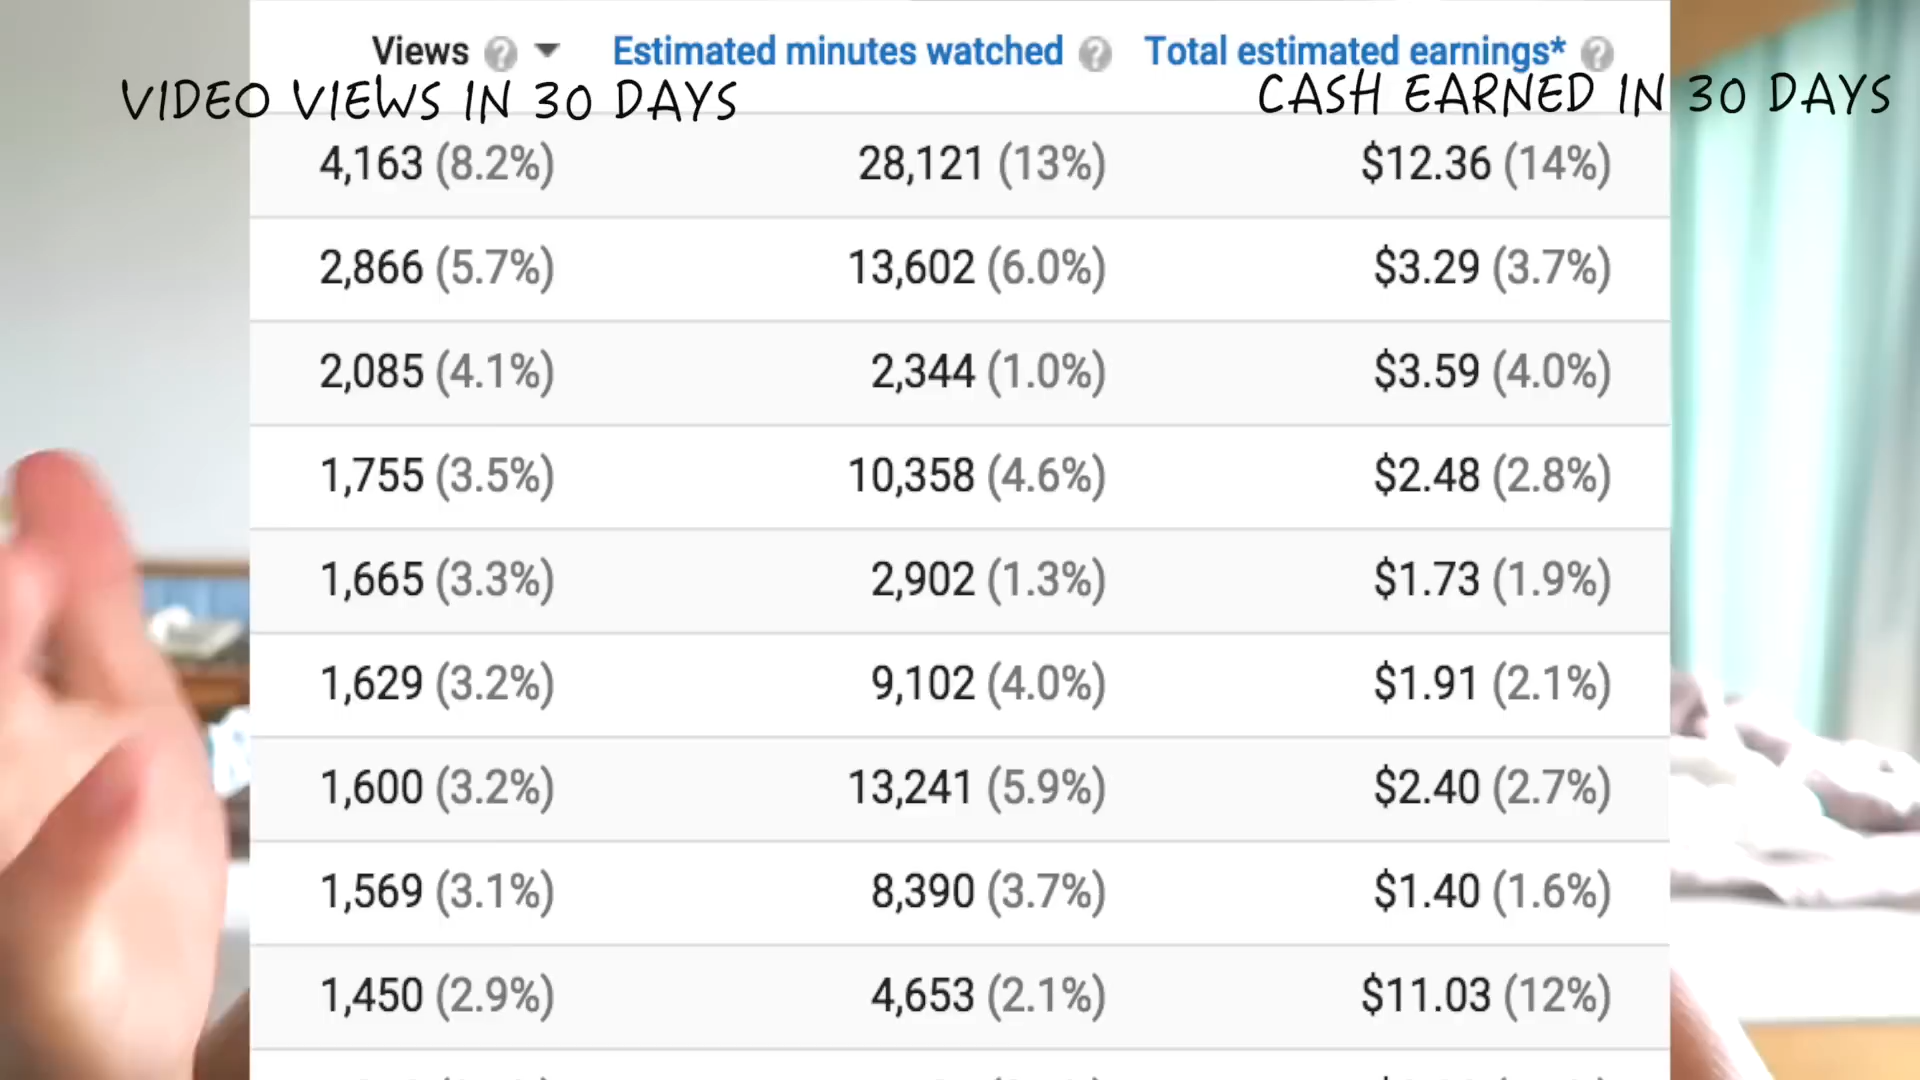 Views ? Estimated minutes watched ? Total estimated earnings* ?
VIDEO VIEWS IN 30 DAYS CASH EARNED IN 30 DAYS
4,163 (8.2%) 28,121 (13%) $12.36 (14%)
2,866 (5.7%) 13,602 (6.0%) $3.29 (3.7%)
2,085 (4.1%) 2,344 (1.0%) $3.59 (4.0%)
1,755 (3.5%) 10,358 (4.6%) $2.48 (2.8%)
1,665 (3.3%) 2,902 (1.3%) $1.73 (1.9%)
1,629 (3.2%) 9,102 (4.0%) $1.91 (2.1%)
1,600 (3.2%) 13,241 (5.9%) $2.40 (2.7%)
1,569 (3.1%) 8,390 (3.7%) $1.40 (1.6%)
1,450 (2.9%) 4,653 (2.1%) $11.03 (12%)